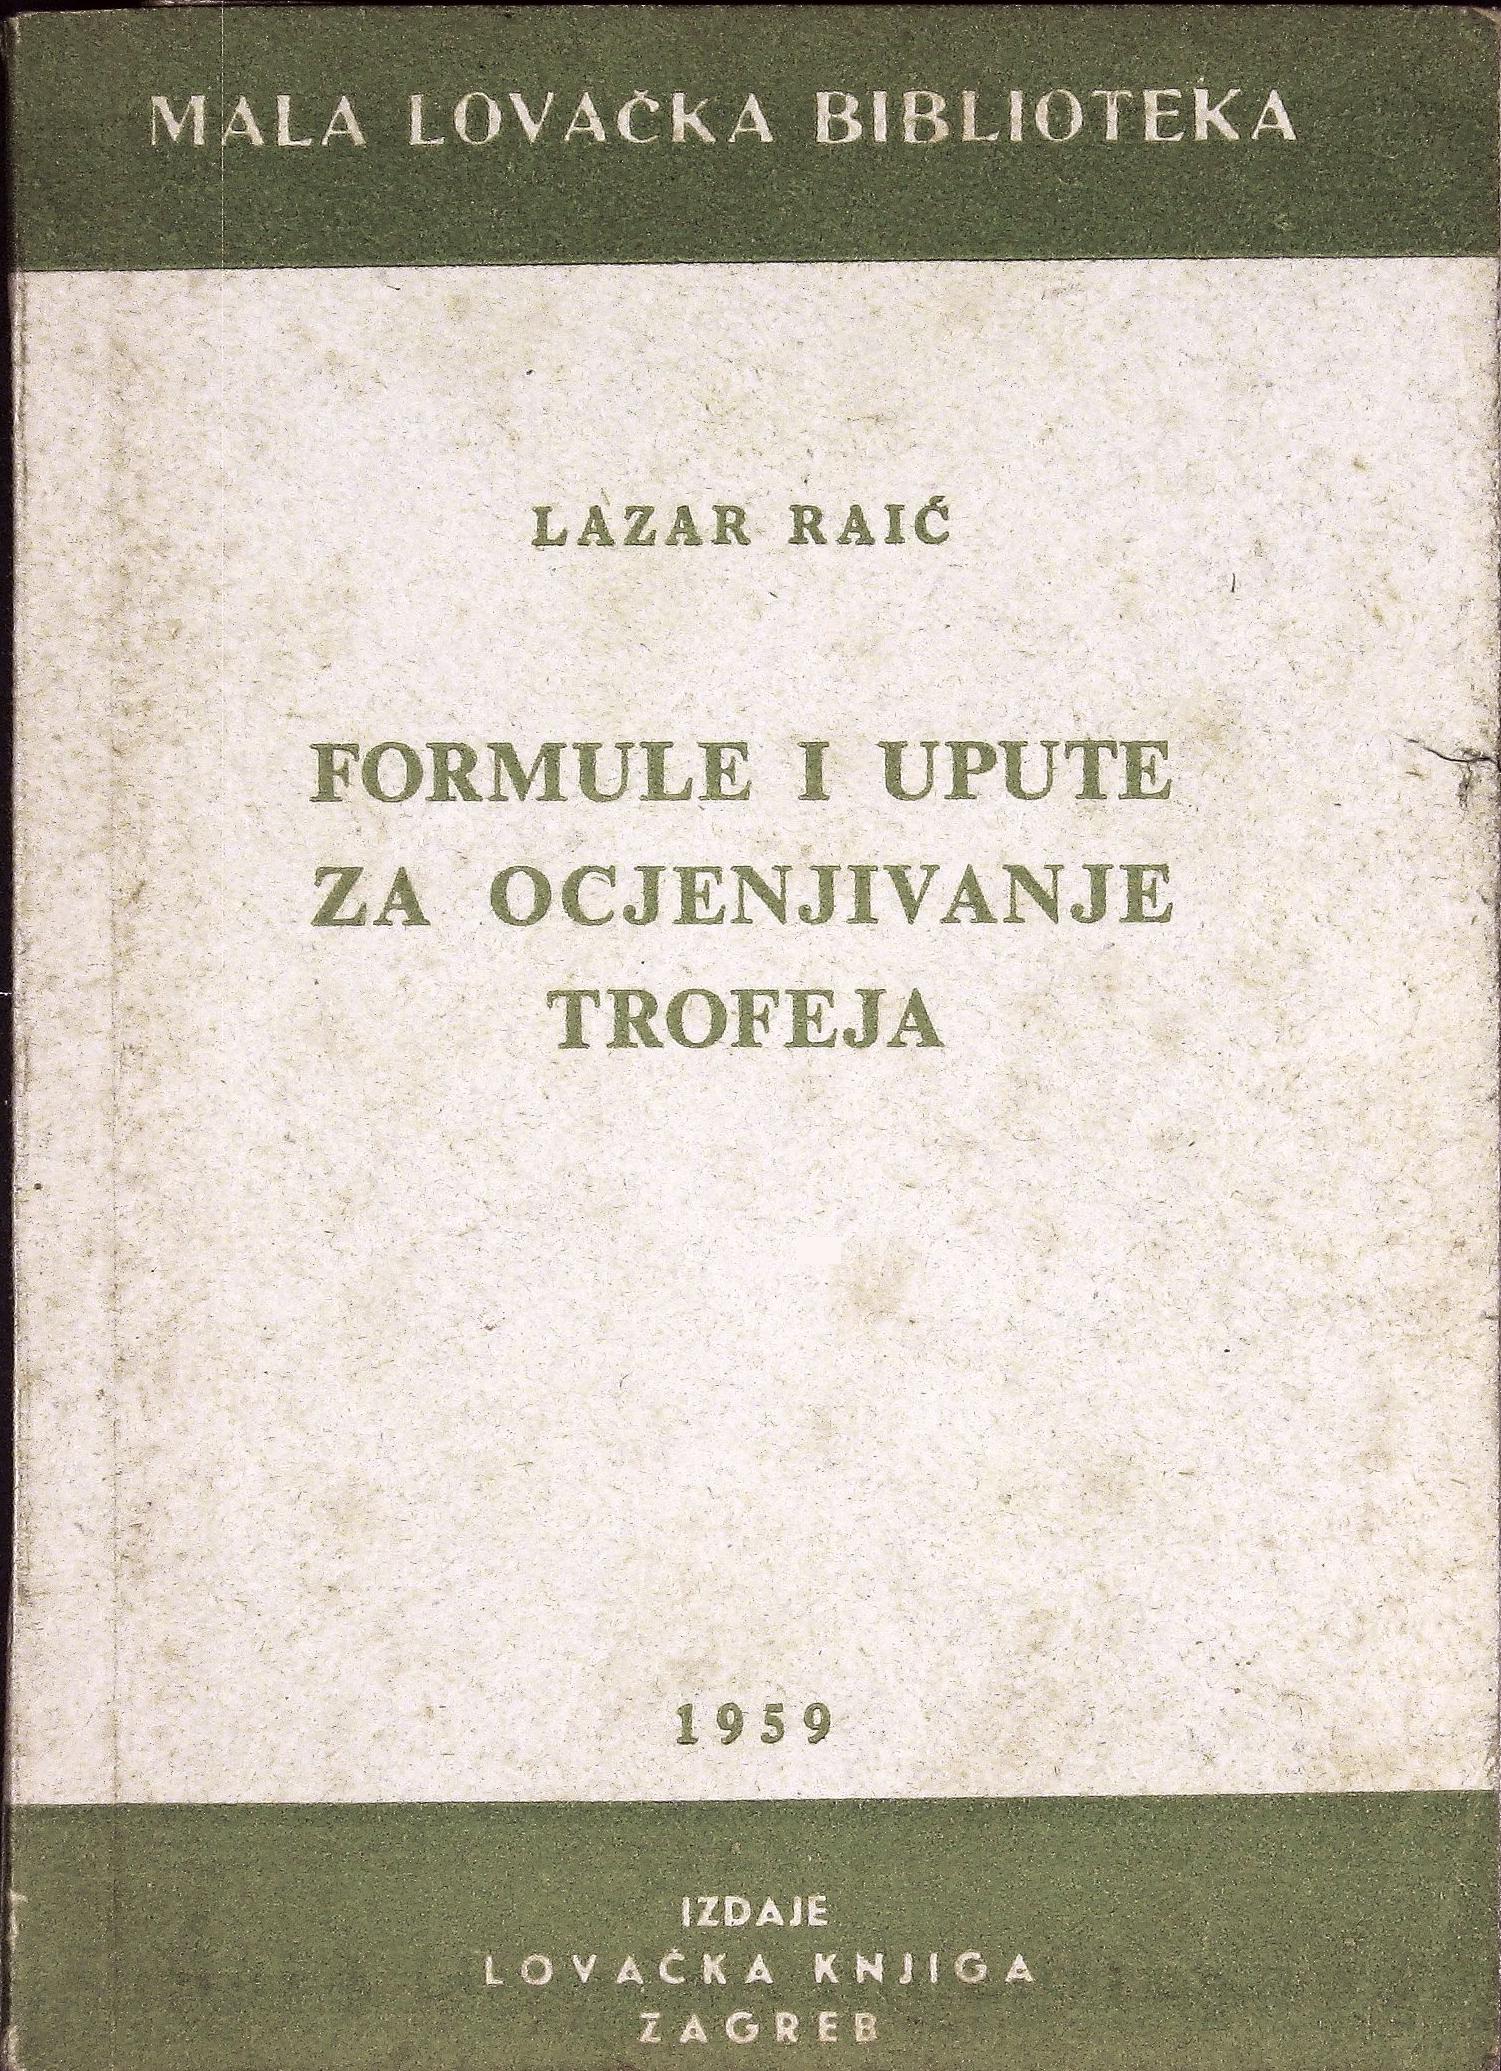 MALA LOVAČKA BIBLIOTEKA
LAZAR RAIĆ
FORMULE I UPUTE
ZA OCJENJIVANJE
TROFEJA
1959
IZDAJE
LOVAČKA KNJIGA
ZAGREB